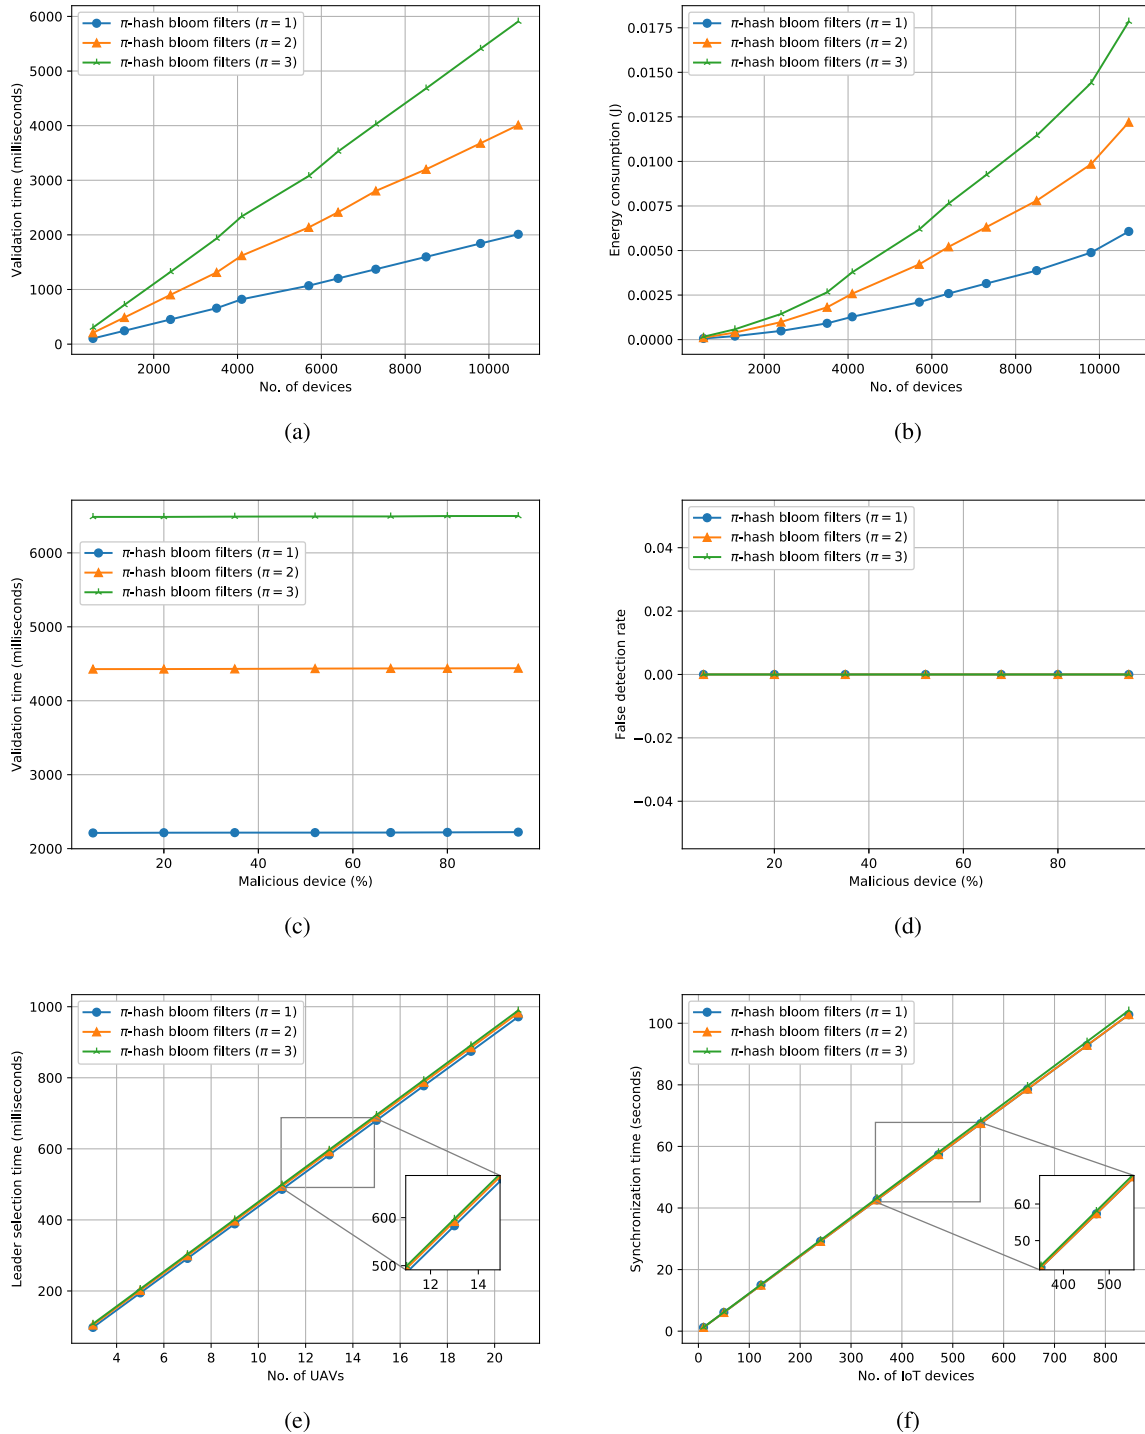 π-hash bloom filters (π = 1)
π-hash bloom filters (π = 2)
π-hash bloom filters (π = 3)
Validation time (milliseconds)
6000
5000
4000
3000
2000
1000
0
2000 4000 6000 8000 10000
No. of devices
(a)
π-hash bloom filters (π = 1)
π-hash bloom filters (π = 2)
π-hash bloom filters (π = 3)
Energy consumption (J)
0.0175
0.0150
0.0125
0.0100
0.0075
0.0050
0.0025
0.0000
2000 4000 6000 8000 10000
No. of devices
(b)
π-hash bloom filters (π = 1)
π-hash bloom filters (π = 2)
π-hash bloom filters (π = 3)
Validation time (milliseconds)
6000
5000
4000
3000
2000
20 40 60 80
Malicious device (%)
(c)
π-hash bloom filters (π = 1)
π-hash bloom filters (π = 2)
π-hash bloom filters (π = 3)
False detection rate
0.04
0.02
0.00
−0.02
−0.04
20 40 60 80
Malicious device (%)
(d)
π-hash bloom filters (π = 1)
π-hash bloom filters (π = 2)
π-hash bloom filters (π = 3)
Leader selection time (milliseconds)
1000
800
600
400
200
600
500
12 14
4 6 8 10 12 14 16 18 20
No. of UAVs
(e)
π-hash bloom filters (π = 1)
π-hash bloom filters (π = 2)
π-hash bloom filters (π = 3)
Synchronization time (seconds)
100
80
60
40
20
0
60
50
400 500
0 100 200 300 400 500 600 700 800
No. of IoT devices
(f)